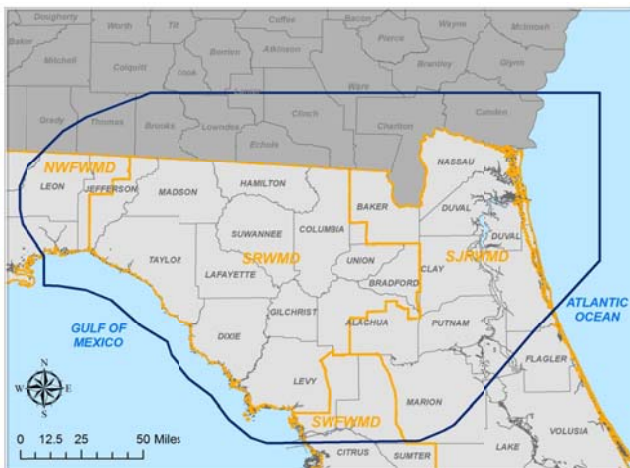 Dougherty
Worth
Tift
Coffee
Bacon
Wayne
McIntosh
Baker
Mitchell
Colquitt
Cook
Berrien
Atkinson
Pierce
Brantley
Glynn
Ware
Grady
Thomas
Brooks
Lowndes
Clinch
Charlton
Camden
Echols
NWFWMD
LEON
JEFFERSON
MADSON
HAMILTON
BAKER
NASSAU
DUVAL
DUVAL
SUWANNEE
COLUMBIA
TAYLO
SRWMD
UNION
CLAY
SJRWMD
LAFAYETTE
BRADFORD
GILCHRIST
ALACHUA
PUTNAM
ATLANTIC
OCEAN
GULF OF
MEXICO
DIXIE
FLAGLER
LEVY
MARION
SWFWMD
VOLUSIA
CITRUS
SUMTER
LAKE
N
W
E
S
0 12.5 25 50 Miles